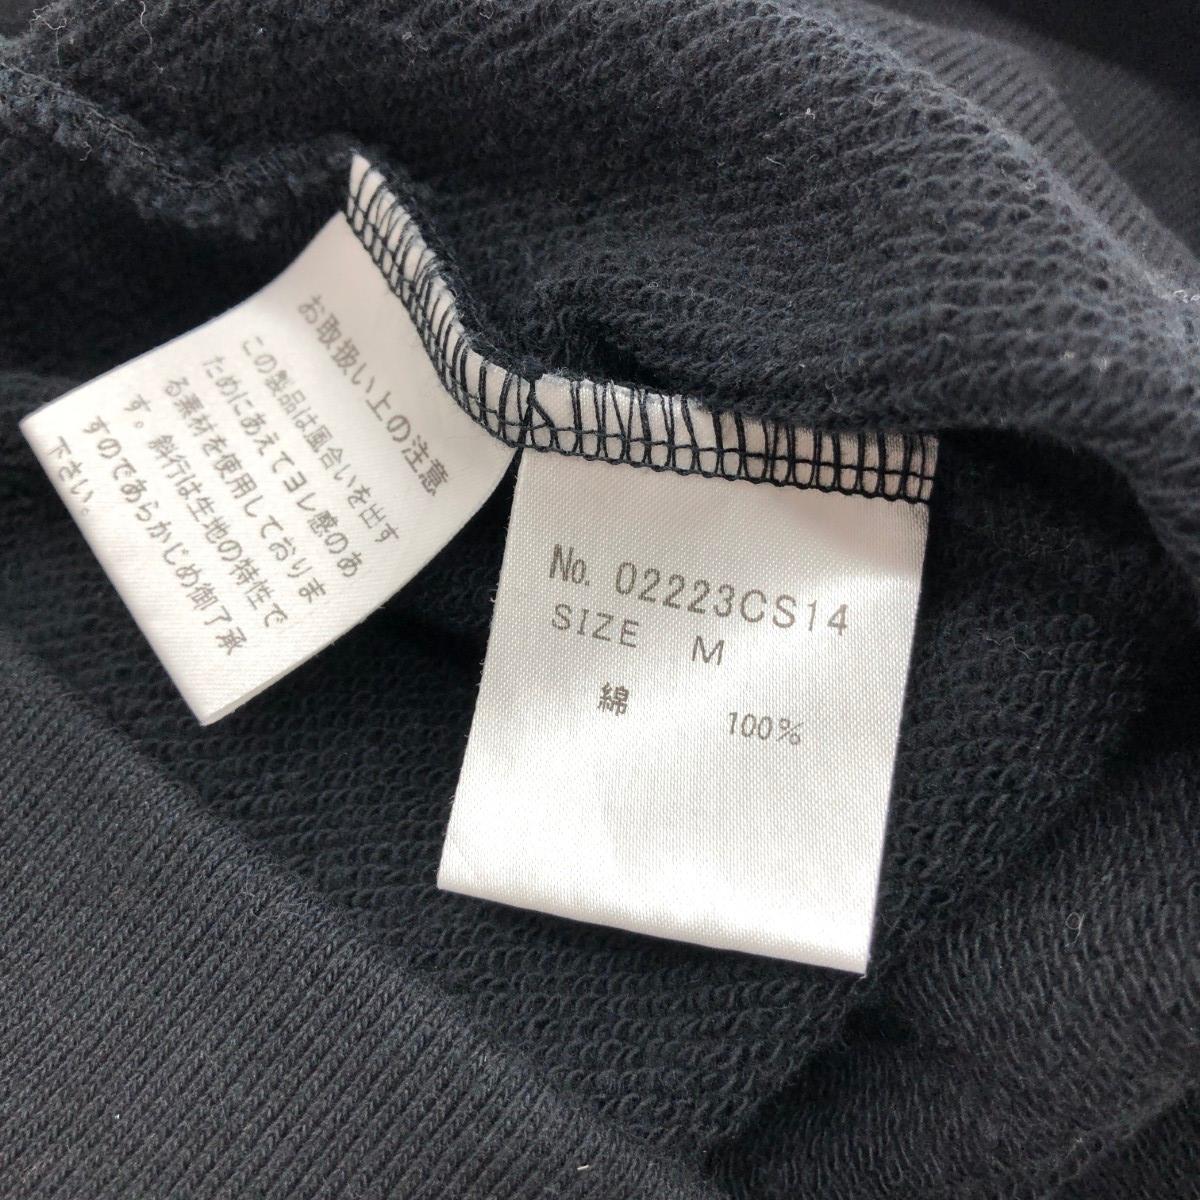 お取扱い上の注意
この製品は風合いを出す
ためにあえてヨレ感のあ
る素材を使用しておりま
す。斜行は生地の特性で
すのであらかじめ御了承
下さい。
No. 02223CS14
SIZE M
綿 100%